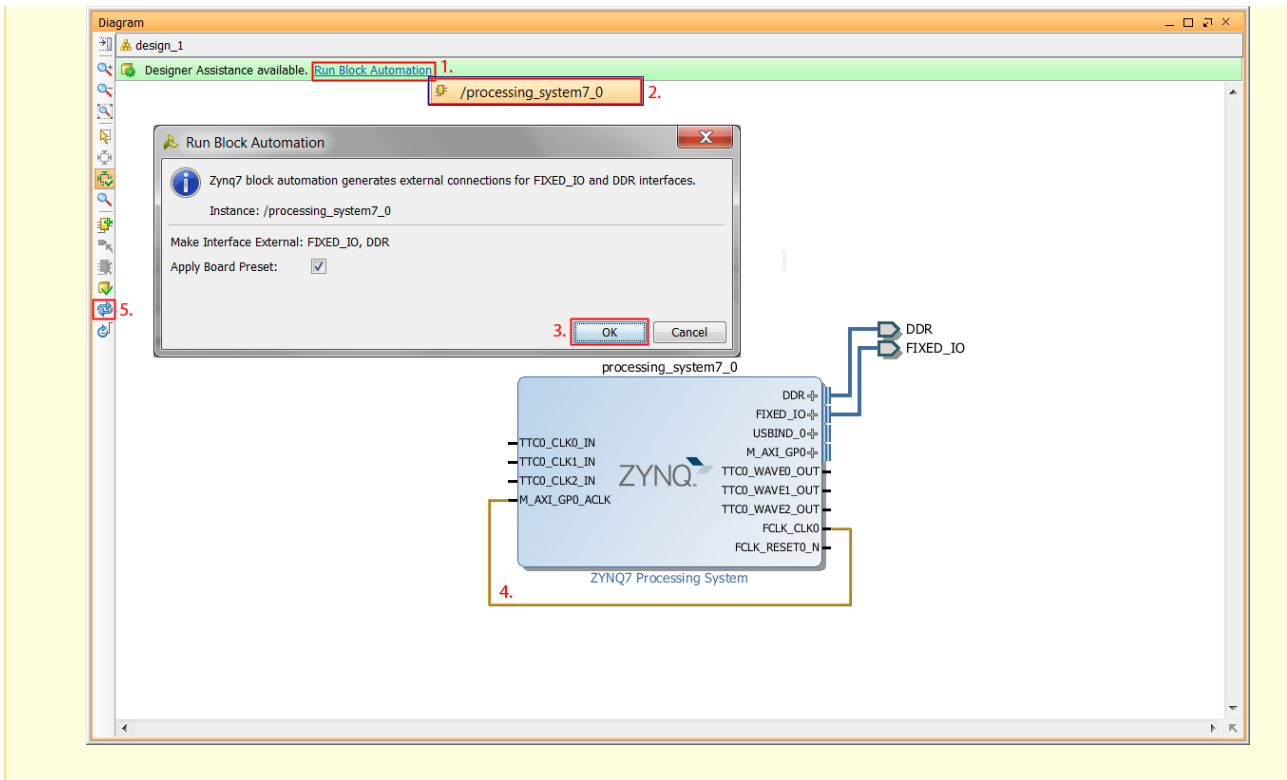 Diagram
design_1
Designer Assistance available. Run Block Automation 1.
/processing_system7_0 2.
Run Block Automation
Zynq7 block automation generates external connections for FIXED_IO and DDR interfaces.
Instance: /processing_system7_0
Make Interface External: FIXED_IO, DDR
Apply Board Preset:
5.
3. OK Cancel
DDR
FIXED_IO
processing_system7_0
DDR
FIXED_IO
USBIND_0
M_AXI_GP0
TTC0_WAVE0_OUT
TTC0_WAVE1_OUT
TTC0_WAVE2_OUT
FCLK_CLK0
FCLK_RESET0_N
TTC0_CLK0_IN
TTC0_CLK1_IN
TTC0_CLK2_IN
M_AXI_GP0_ACLK
ZYNQ
ZYNQ7 Processing System
4.